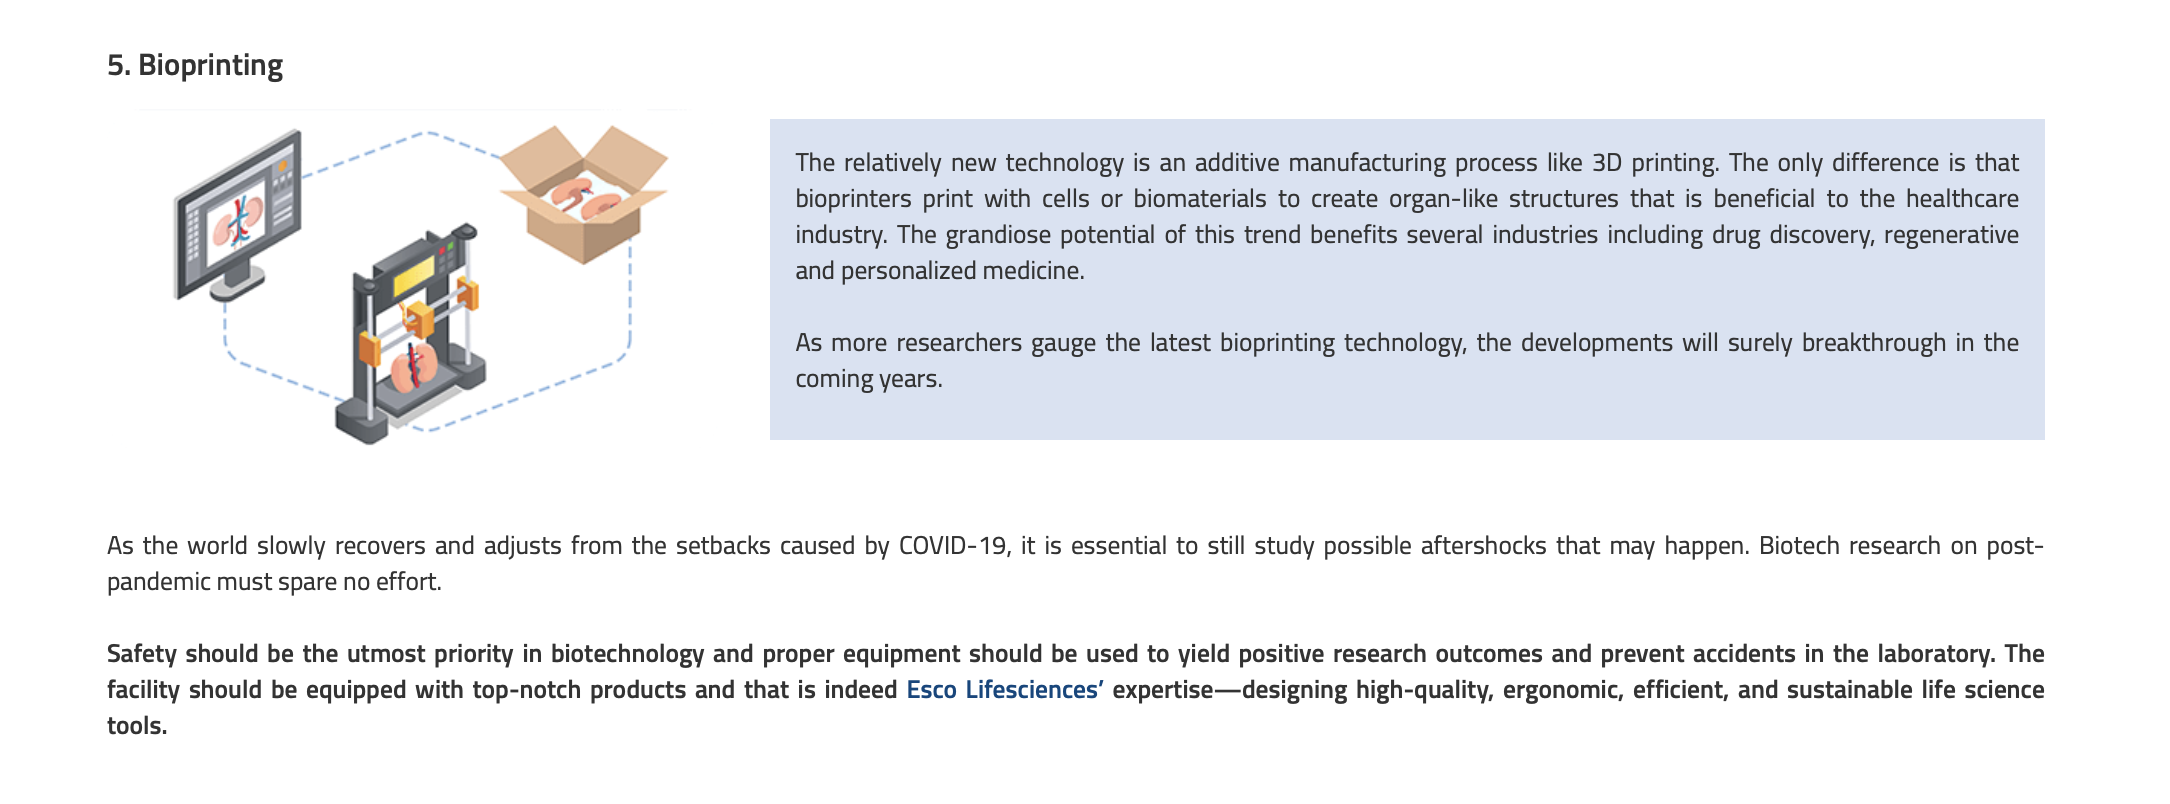 5. Bioprinting
The relatively new technology is an additive manufacturing process like 3D printing. The only difference is that
bioprinters print with cells or biomaterials to create organ-like structures that is beneficial to the healthcare
industry. The grandiose potential of this trend benefits several industries including drug discovery, regenerative
and personalized medicine.
As more researchers gauge the latest bioprinting technology, the developments will surely breakthrough in the
coming years.
As the world slowly recovers and adjusts from the setbacks caused by COVID-19, it is essential to still study possible aftershocks that may happen. Biotech research on post-
pandemic must spare no effort.
Safety should be the utmost priority in biotechnology and proper equipment should be used to yield positive research outcomes and prevent accidents in the laboratory. The
facility should be equipped with top-notch products and that is indeed Esco Lifesciences’ expertise—designing high-quality, ergonomic, efficient, and sustainable life science
tools.